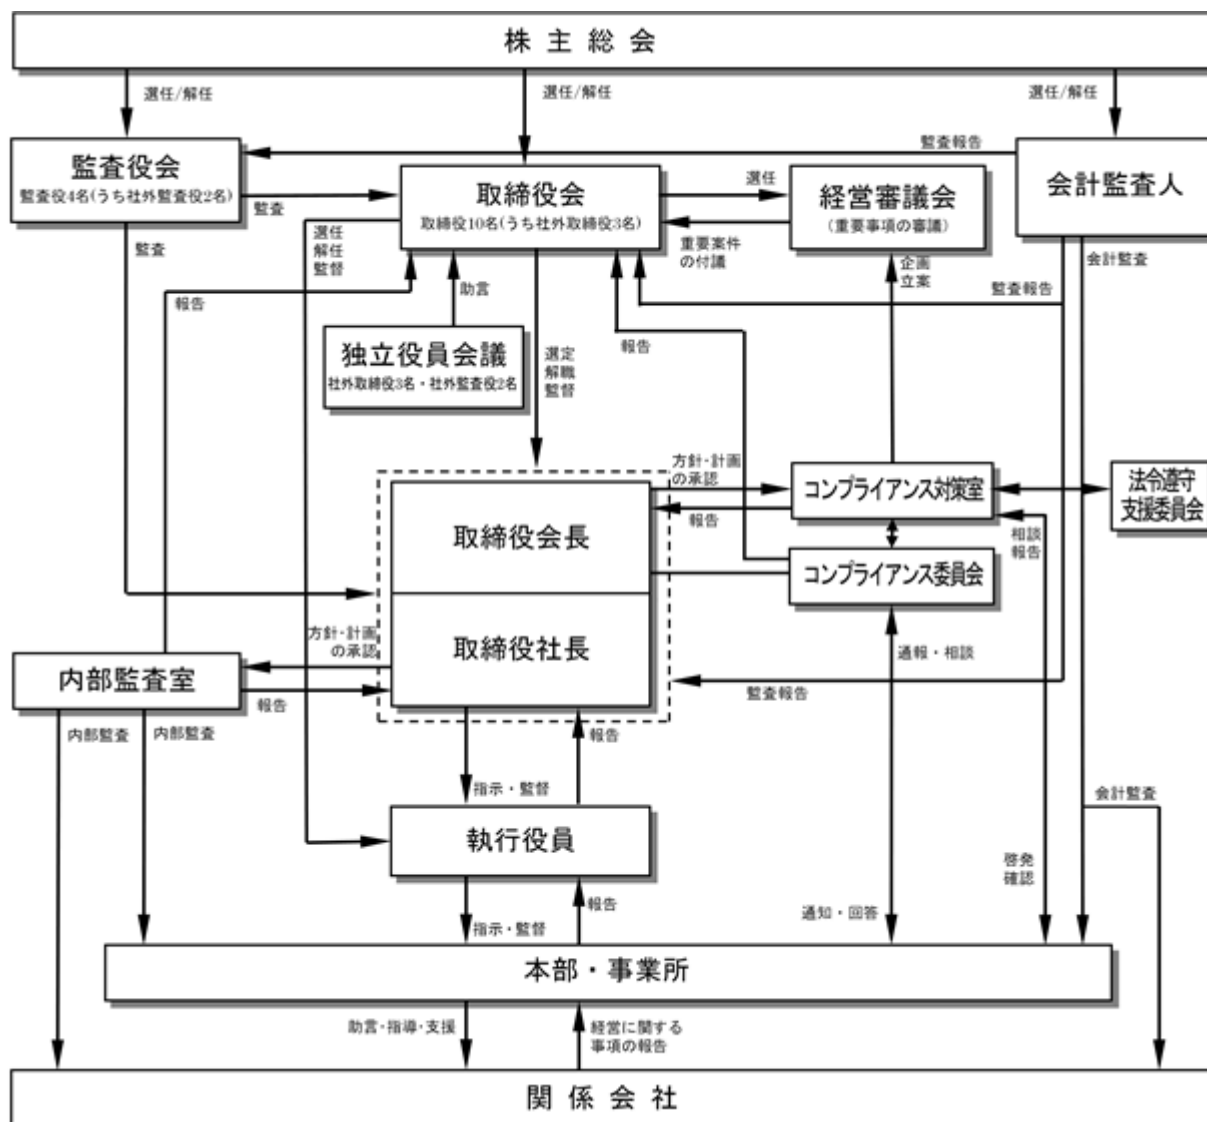 株主総会
選任/解任
選任/解任
選任/解任
監査役会
監査役4名(うち社外監査役2名)
監査報告
会計監査人
取締役会
取締役10名(うち社外取締役3名)
選任
経営審議会
(重要事項の審議)
監査
監査
選任
解任
監督
重要案件
の付議
企画
立案
会計監査
報告
助言
監査報告
独立役員会議
社外取締役3名・社外監査役2名
選定
解職
監督
報告
方針・計画
の承認
コンプライアンス対策室
法令遵守
支援委員会
取締役会長
報告
相談
報告
コンプライアンス委員会
方針・計画
の承認
取締役社長
通報・相談
内部監査室
報告
監査報告
内部監査
内部監査
報告
指示・監督
会計監査
執行役員
啓発
確認
報告
通知・回答
指示・監督
本部・事業所
助言・指導・支援
経営に関する
事項の報告
関係会社